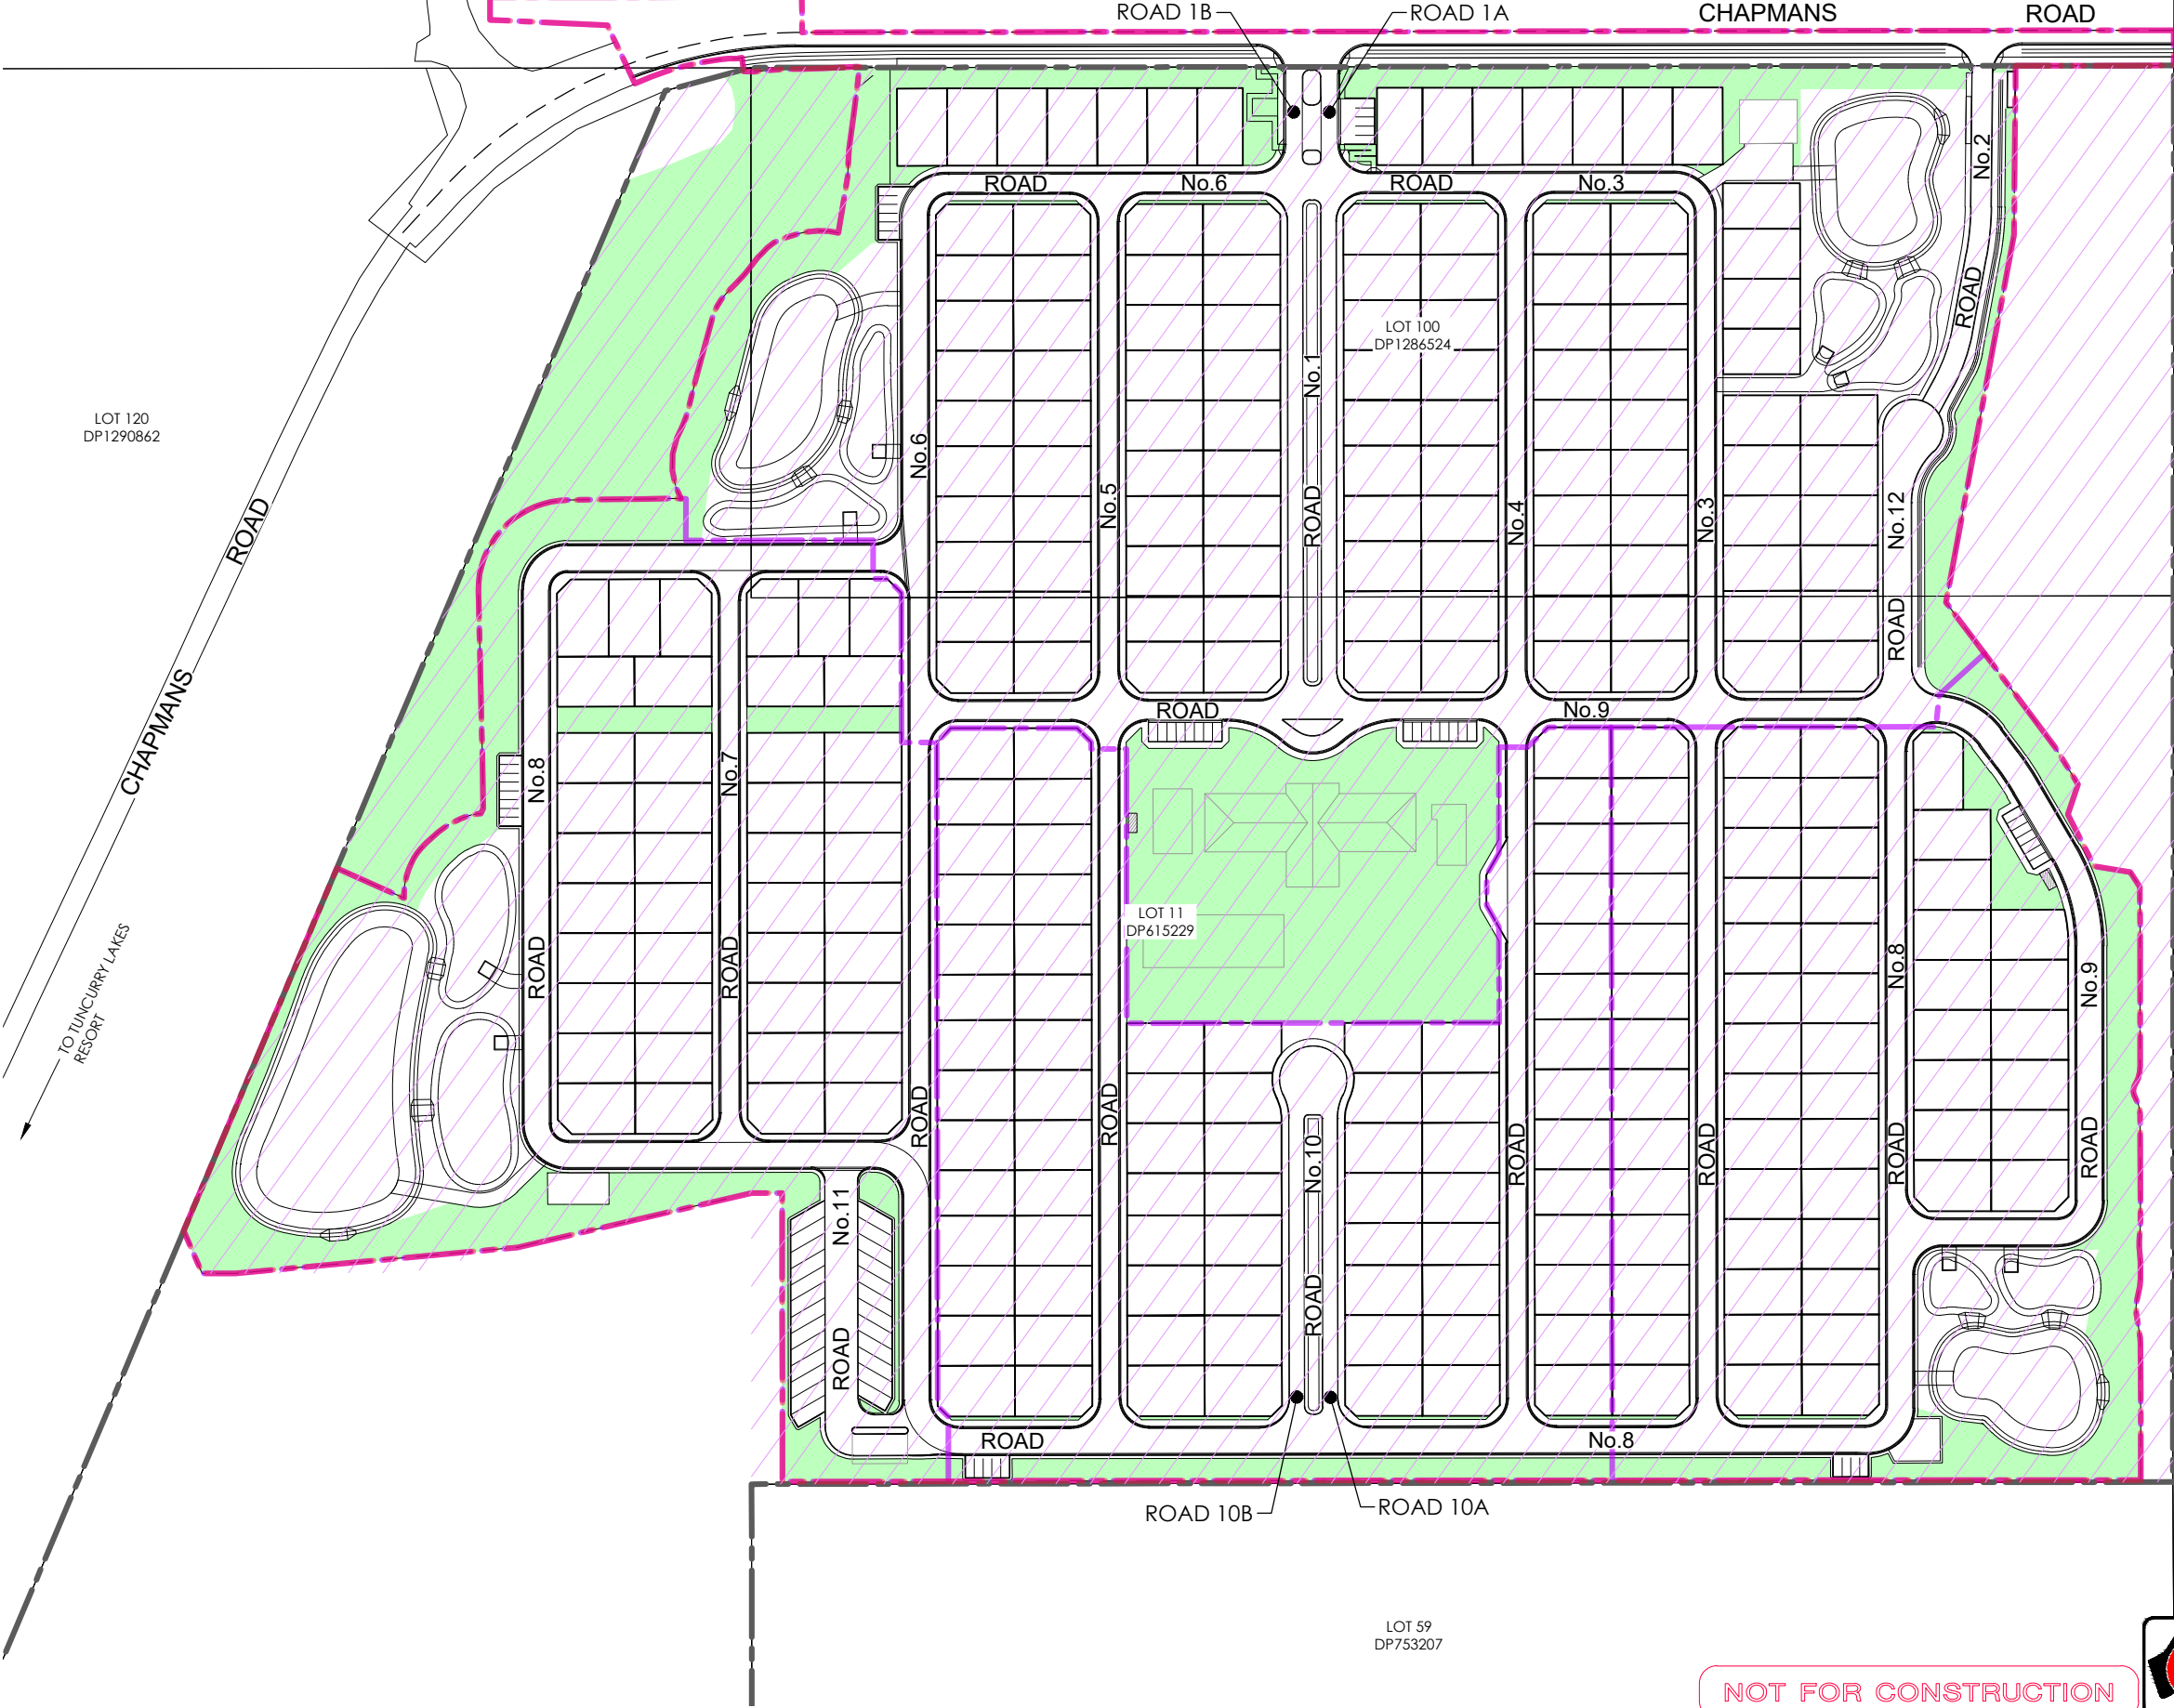 ROAD 1B
ROAD 1A
CHAPMANS ROAD
ROAD No.6
ROAD No.3
No.2
ROAD
LOT 100
DP1286524
No.1
ROAD
LOT 120
DP1290862
No.6
No.5
No.4
No.3
No.12
ROAD
ROAD
CHAPMANS
ROAD
No.9
No.8
ROAD
No.7
ROAD
LOT 11
DP615229
TO TUNCURRY LAKES
RESORT
No.8
ROAD
No.9
ROAD
ROAD
ROAD
No.10
ROAD
ROAD
ROAD
No.11
ROAD
ROAD
No.8
ROAD 10B
ROAD 10A
LOT 59
DP753207
NOT FOR CONSTRUCTION